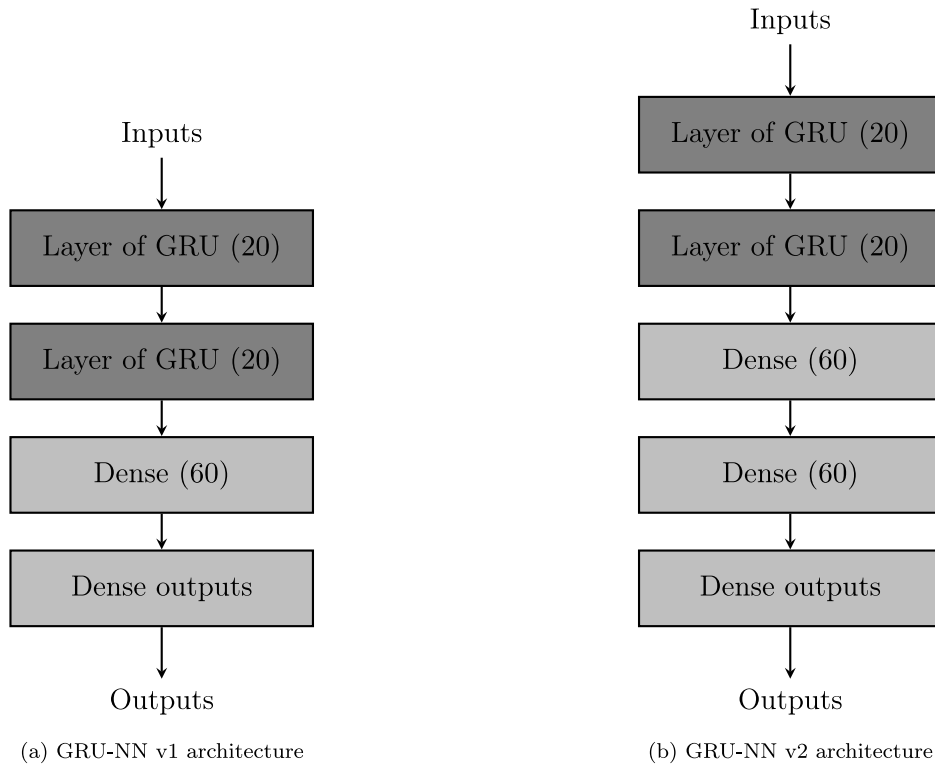 Inputs
Layer of GRU (20)
Layer of GRU (20)
Dense (60)
Dense outputs
Outputs
(a) GRU-NN v1 architecture
Inputs
Layer of GRU (20)
Layer of GRU (20)
Dense (60)
Dense (60)
Dense outputs
Outputs
(b) GRU-NN v2 architecture